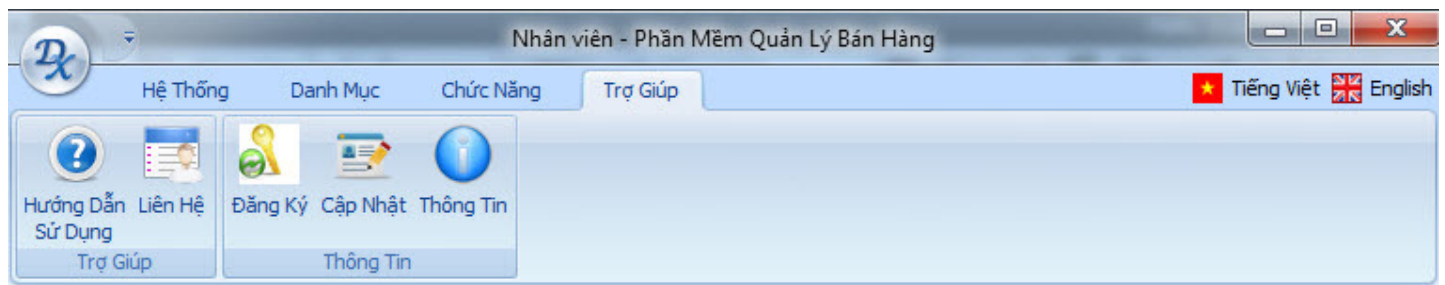 Nhân viên - Phần Mềm Quản Lý Bán Hàng
Hệ Thống Danh Mục Chức Năng Trợ Giúp Tiếng Việt English
Hướng Dẫn Liên Hệ Đăng Ký Cập Nhật Thông Tin
Sử Dụng
Trợ Giúp Thông Tin